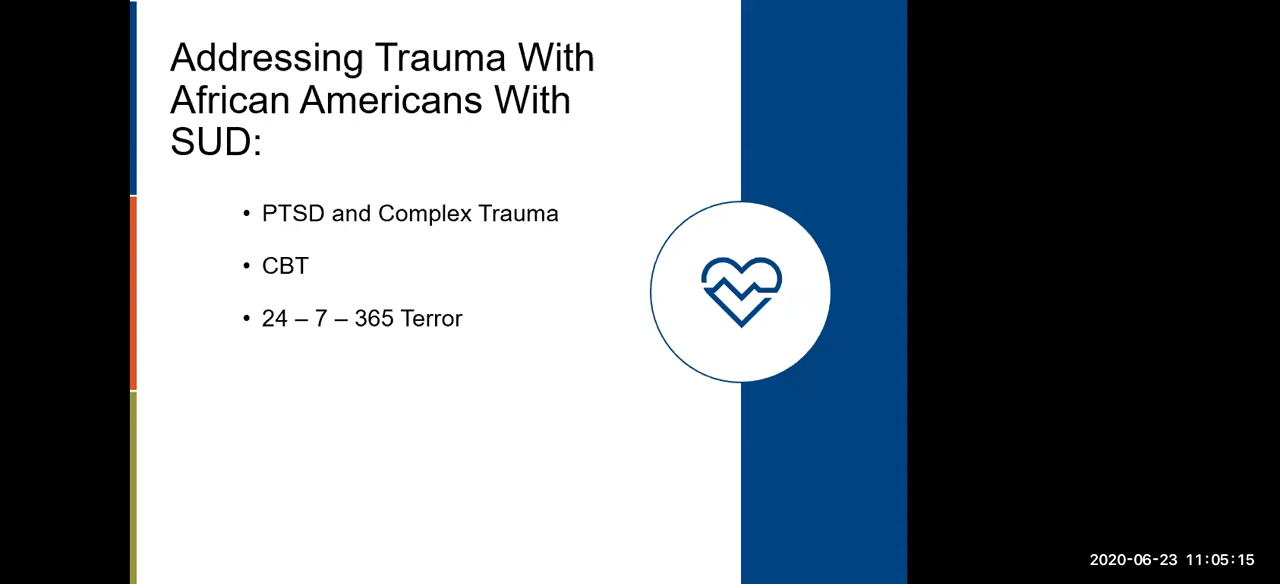 Addressing Trauma With
African Americans With
SUD:
• PTSD and Complex Trauma
• CBT
• 24 – 7 – 365 Terror
2020-06-23 11:05:15